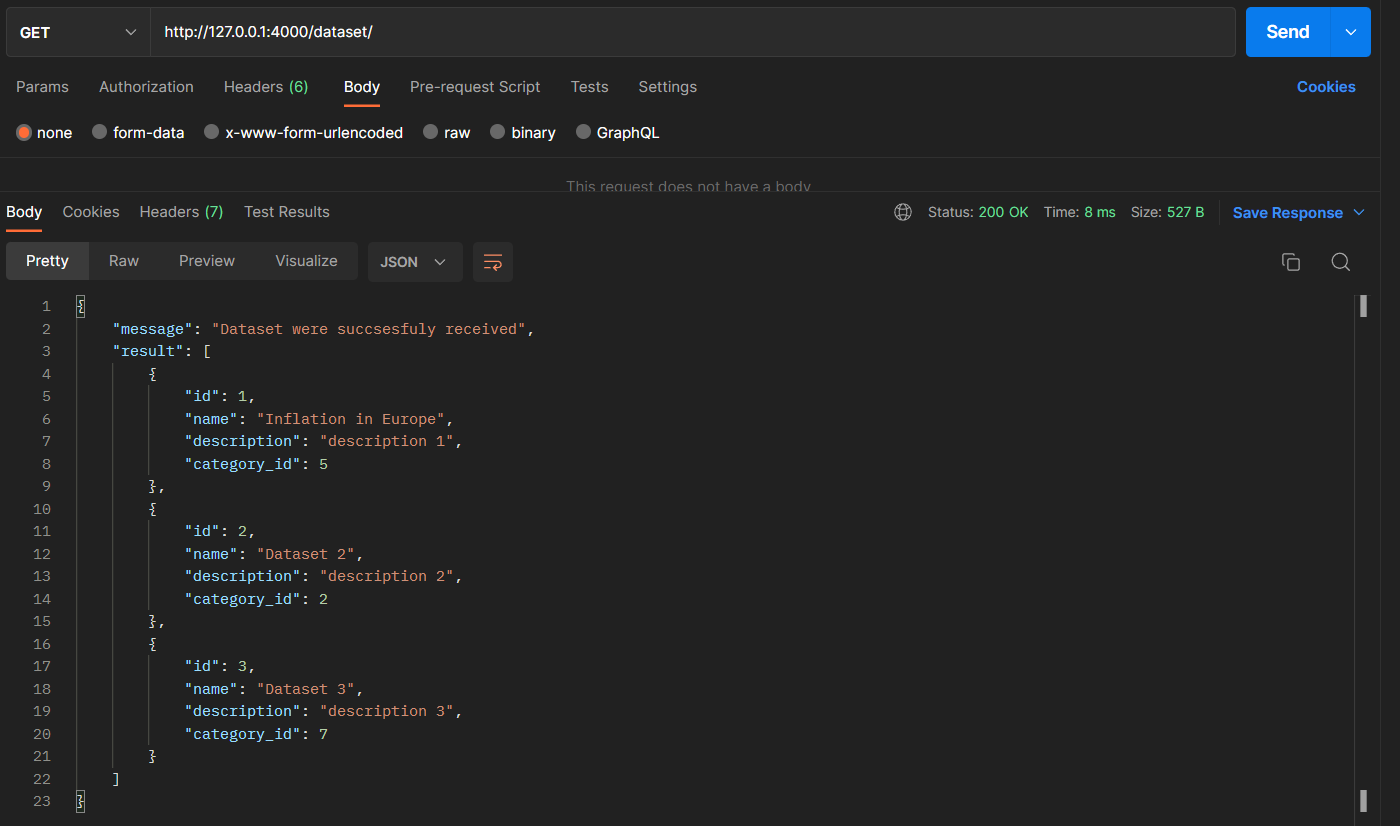 GET http://127.0.0.1:4000/dataset/ Send
Params Authorization Headers (6) Body Pre-request Script Tests Settings Cookies
none form-data x-www-form-urlencoded raw binary GraphQL
This request does not have a body
Body Cookies Headers (7) Test Results Status: 200 OK Time: 8 ms Size: 527 B Save Response
Pretty Raw Preview Visualize JSON
1 {
2 "message": "Dataset were succsesfuly received",
3 "result": [
4 {
5 "id": 1,
6 "name": "Inflation in Europe",
7 "description": "description 1",
8 "category_id": 5
9 },
10 {
11 "id": 2,
12 "name": "Dataset 2",
13 "description": "description 2",
14 "category_id": 2
15 },
16 {
17 "id": 3,
18 "name": "Dataset 3",
19 "description": "description 3",
20 "category_id": 7
21 }
22 ]
23 }